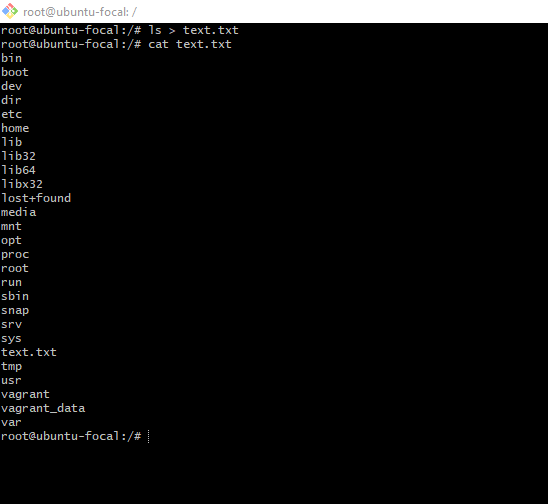 root@ubuntu-focal: /
root@ubuntu-focal:/# ls > text.txt
root@ubuntu-focal:/# cat text.txt
bin
boot
dev
dir
etc
home
lib
lib32
lib64
libx32
lost+found
media
mnt
opt
proc
root
run
sbin
snap
srv
sys
text.txt
tmp
usr
vagrant
vagrant_data
var
root@ubuntu-focal:/#